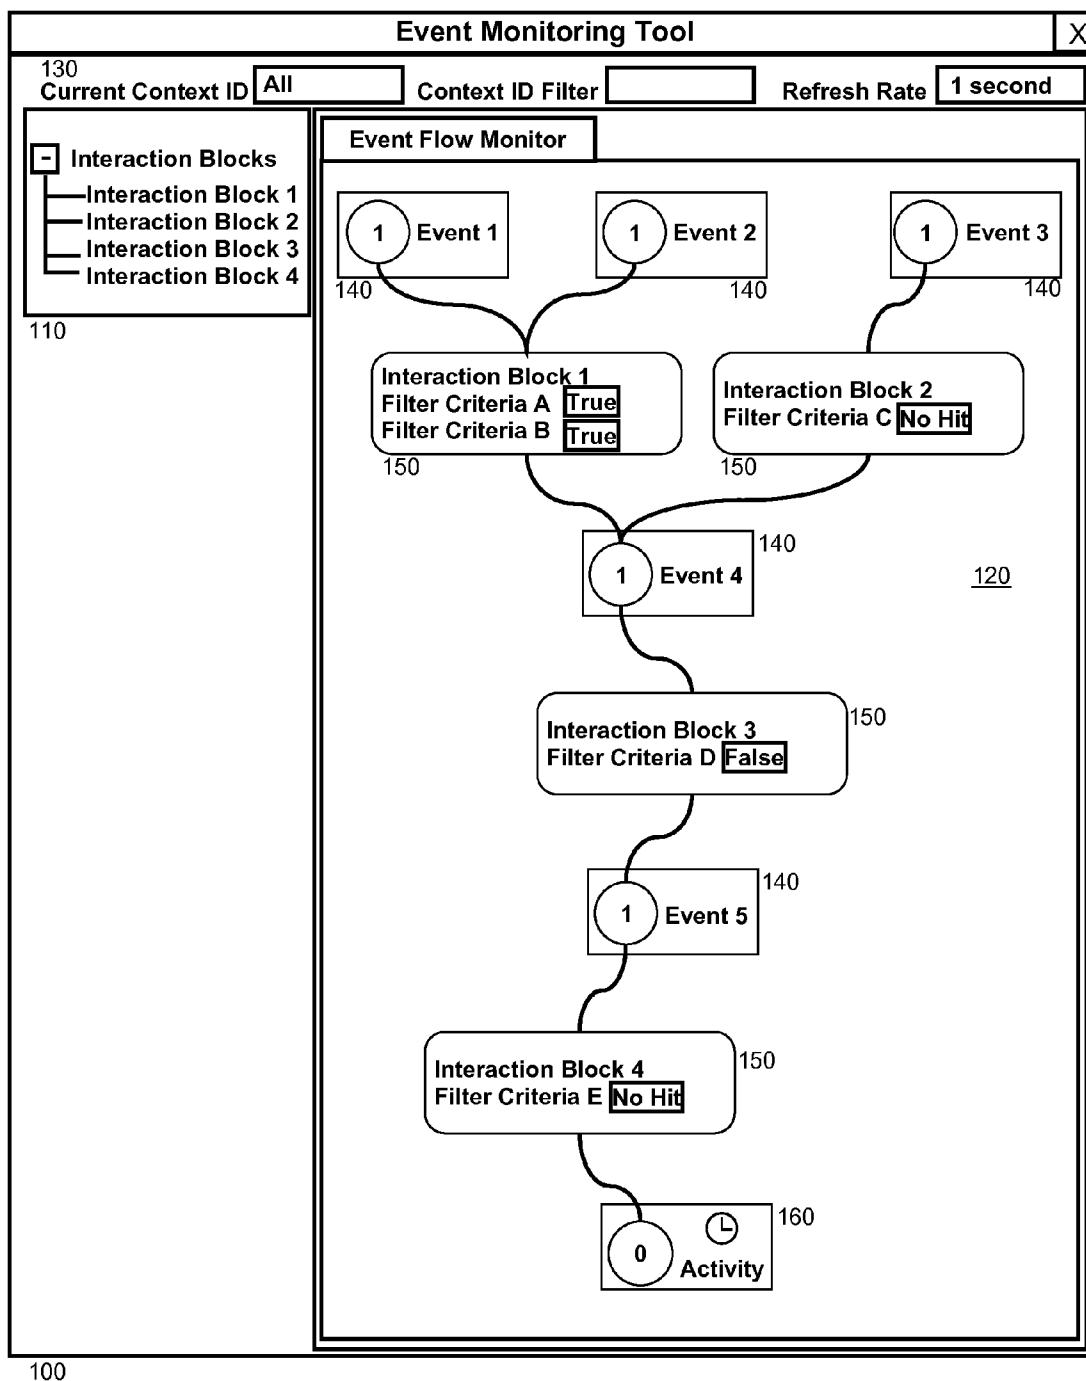 Event Monitoring Tool X
130
Current Context ID All Context ID Filter Refresh Rate 1 second
- Interaction Blocks
Interaction Block 1
Interaction Block 2
Interaction Block 3
Interaction Block 4
110
Event Flow Monitor
1 Event 1 1 Event 2 1 Event 3
140 140 140
Interaction Block 1
Filter Criteria A True
Filter Criteria B True
150
Interaction Block 2
Filter Criteria C No Hit
150
140
1 Event 4
120
150
Interaction Block 3
Filter Criteria D False
140
1 Event 5
150
Interaction Block 4
Filter Criteria E No Hit
160
0 Activity
100